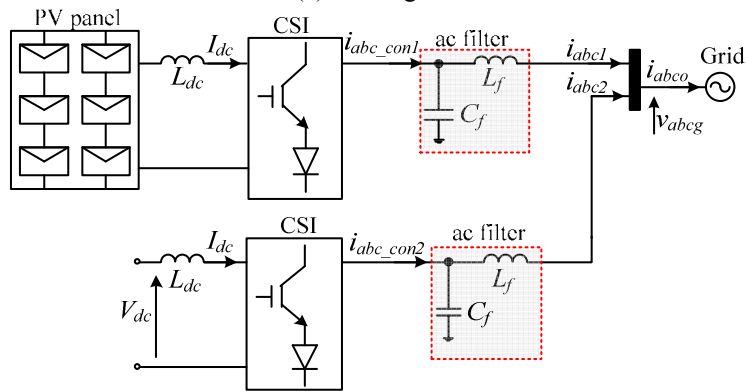 PV panel
L_dc
I_dc
CSI
i_abc_con1
ac filter
L_f
C_f
i_abc1
i_abc2
i_abco
Grid
v_abcg
V_dc
L_dc
I_dc
CSI
i_abc_con2
ac filter
L_f
C_f